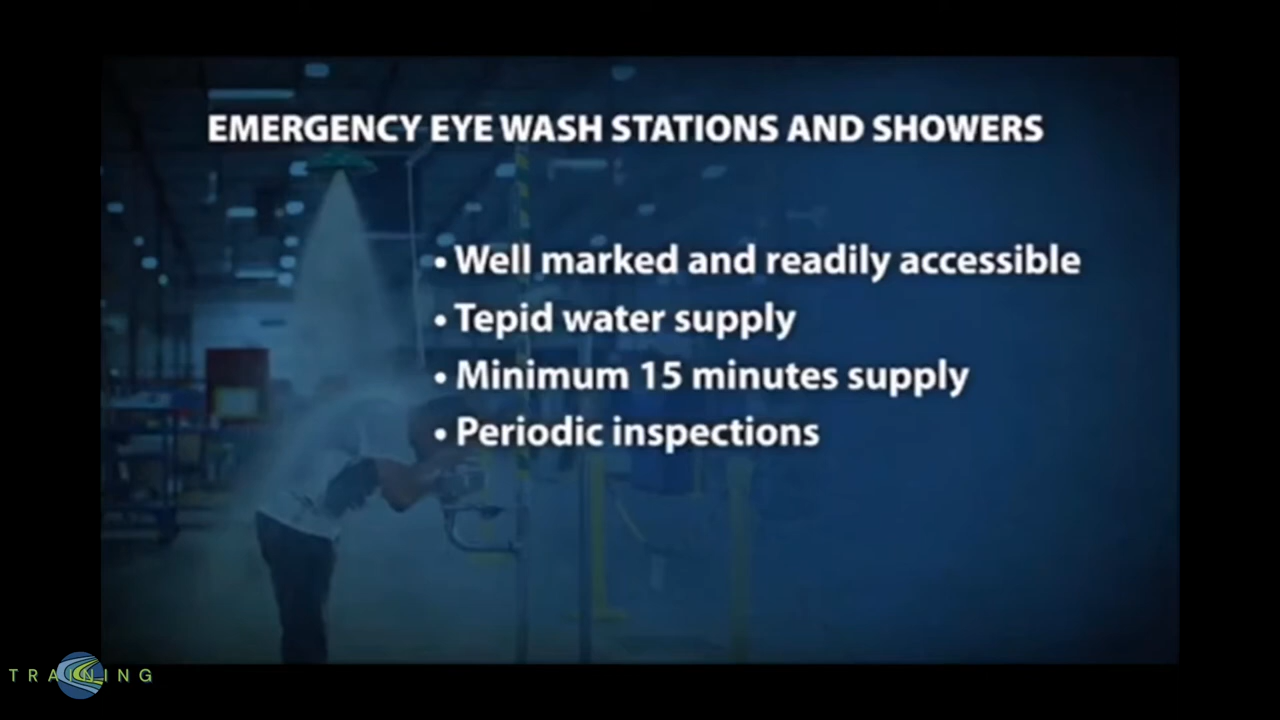 EMERGENCY EYE WASH STATIONS AND SHOWERS
• Well marked and readily accessible
• Tepid water supply
• Minimum 15 minutes supply
• Periodic inspections
TRAINING